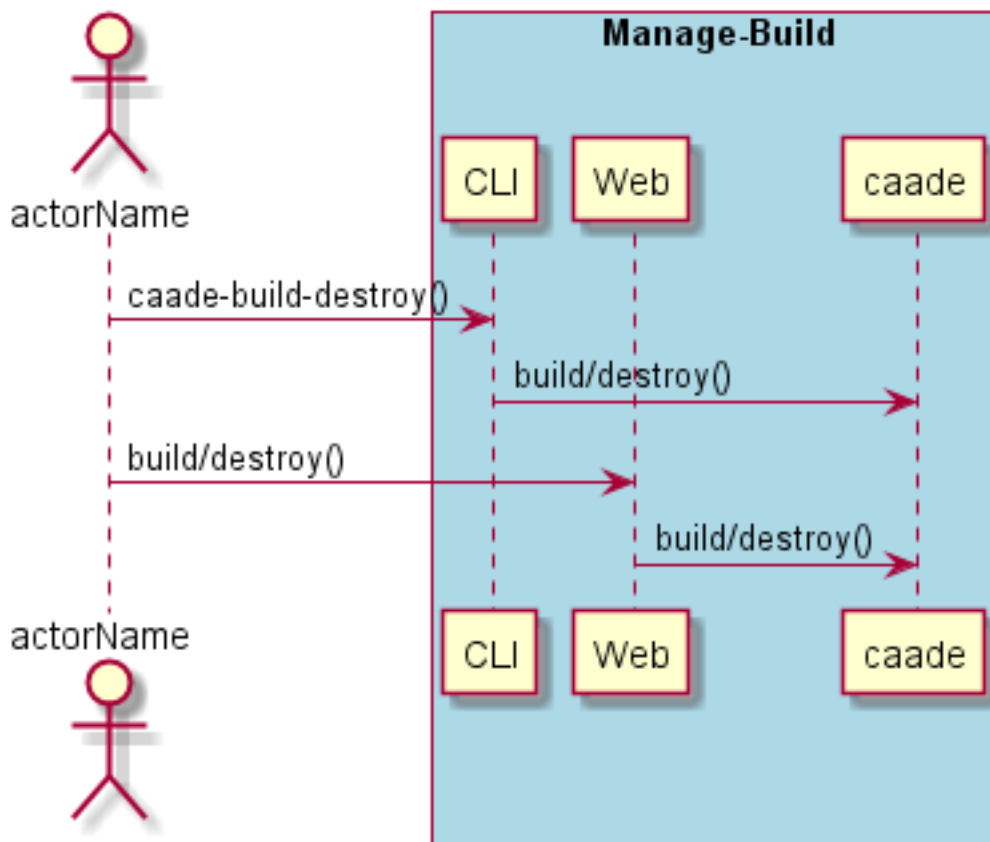 Manage-Build
CLI
Web
caade
actorName
caade-build-destroy()
build/destroy()
build/destroy()
build/destroy()
actorName
CLI
Web
caade